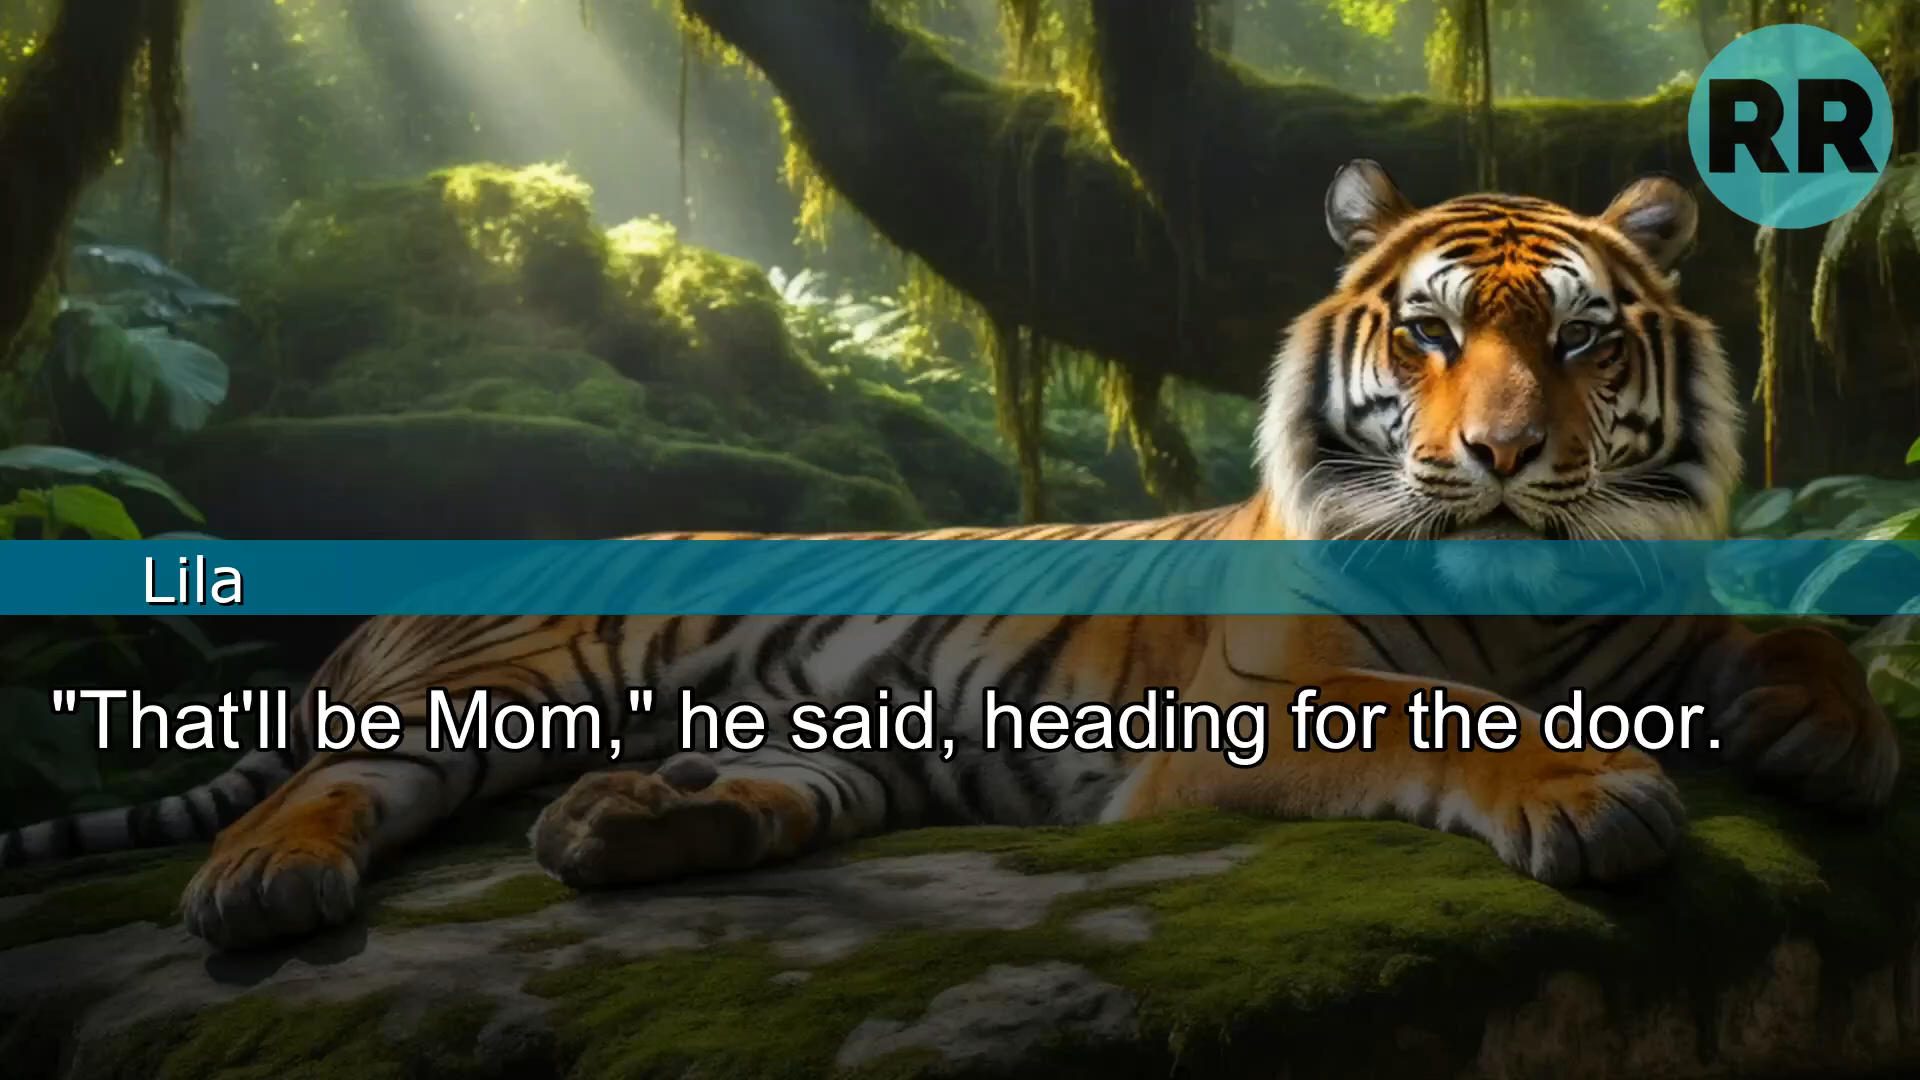 RR
Lila
"That'll be Mom," he said, heading for the door.